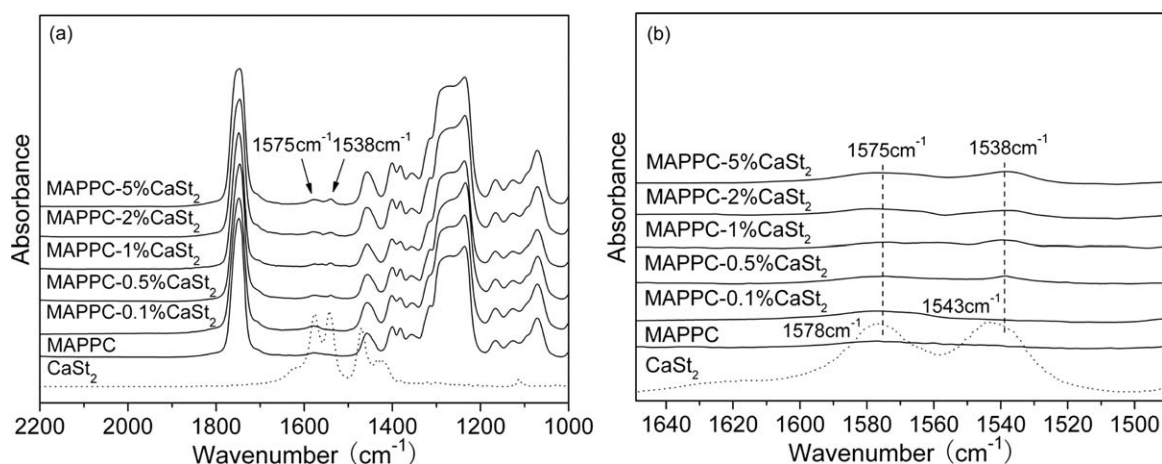 (a)
1575cm⁻¹ 1538cm⁻¹
MAPPC-5%CaSt₂
MAPPC-2%CaSt₂
MAPPC-1%CaSt₂
MAPPC-0.5%CaSt₂
MAPPC-0.1%CaSt₂
MAPPC
CaSt₂
Absorbance
2200 2000 1800 1600 1400 1200 1000
Wavenumber (cm⁻¹)
(b)
1575cm⁻¹ 1538cm⁻¹
MAPPC-5%CaSt₂
MAPPC-2%CaSt₂
MAPPC-1%CaSt₂
MAPPC-0.5%CaSt₂
MAPPC-0.1%CaSt₂
1543cm⁻¹
1578cm⁻¹
MAPPC
CaSt₂
Absorbance
1640 1620 1600 1580 1560 1540 1520 1500
Wavenumber (cm⁻¹)